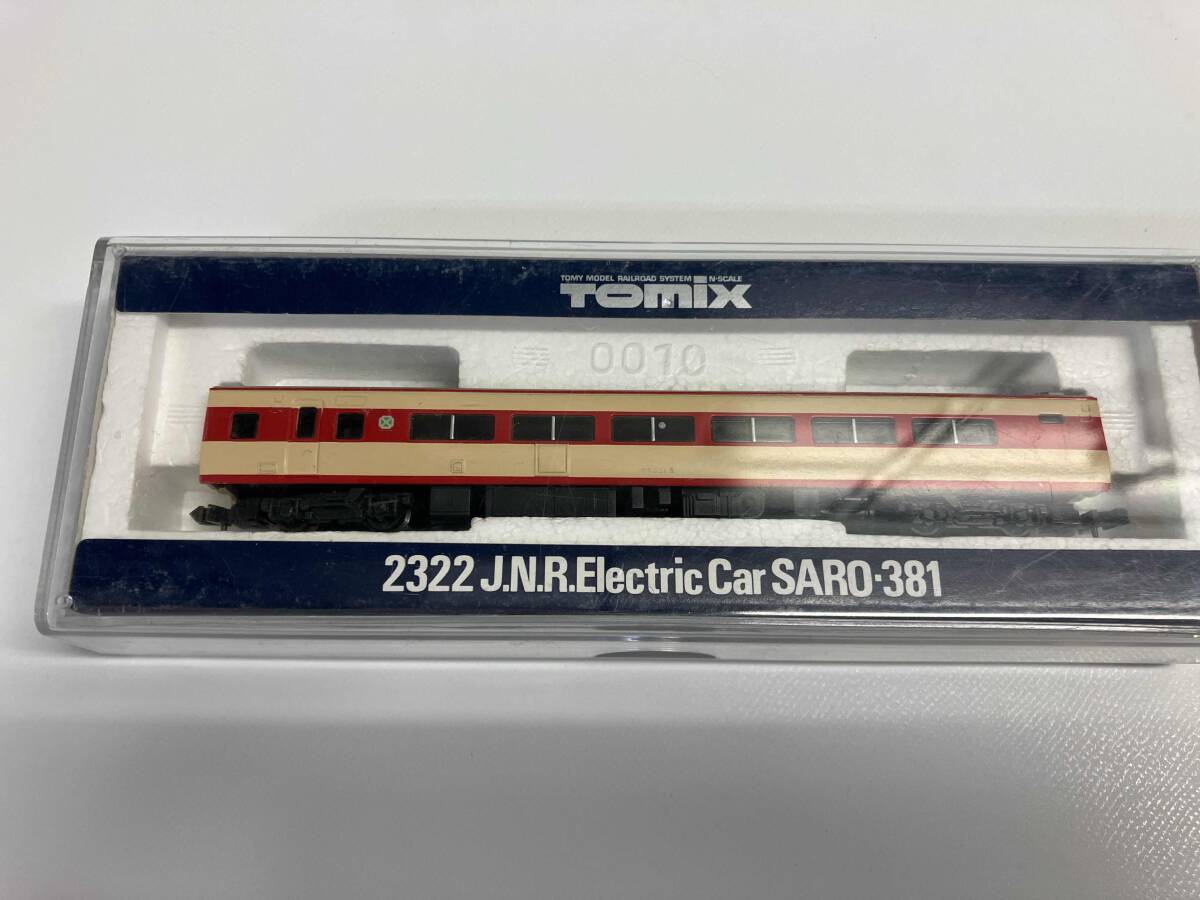 TOMY MODEL RAILROAD SYSTEM N-SCALE
TOMIX
0010
2322 J.N.R.Electric Car SARO·381